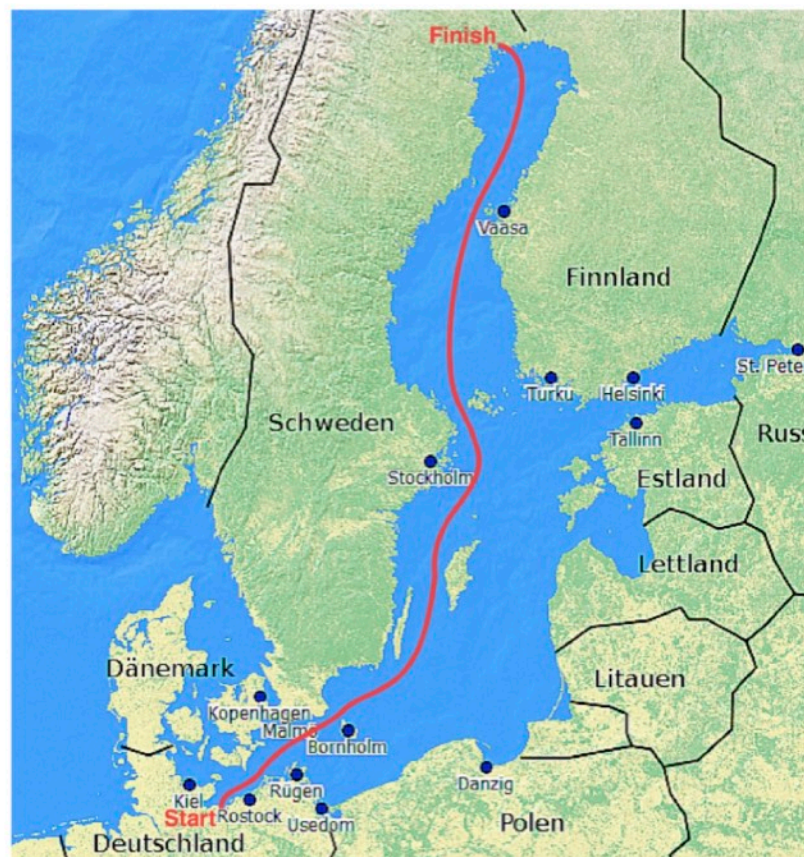 Finish
Vaasa
Finnland
St. Pete
Turku
Helsinki
Schweden
Tallinn
Russ
Stockholm
Estland
Lettland
Dänemark
Litauen
Kopenhagen
Malmö
Bornholm
Danzig
Rügen
Kiel
Start
Rostock
Usedom
Polen
Deutschland